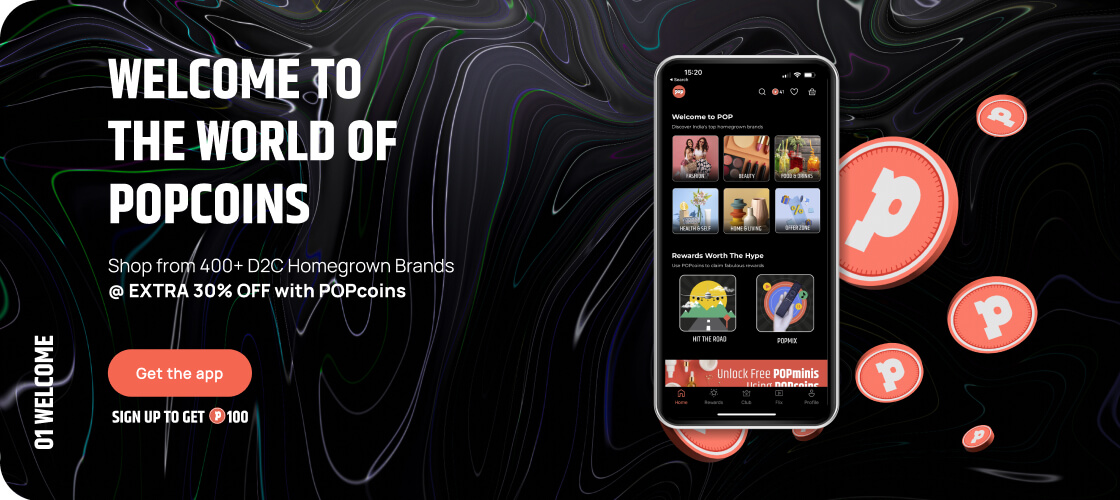 WELCOME TO
THE WORLD OF
POPCOINS
Shop from 400+ D2C Homegrown Brands
@ EXTRA 30% OFF with POPcoins
Get the app
SIGN UP TO GET p 100
01 WELCOME
15:20
Search
pop
41
Welcome to POP
Discover India's top homegrown brands
FASHION
BEAUTY
FOOD & DRINKS
HEALTH & SELF
HOME & LIVING
OFFER ZONE
Rewards Worth The Hype
Use POPcoins to claim fabulous rewards
HIT THE ROAD
POPMIX
Unlock Free POPminis
Using POPcoins
Home
Rewards
Club
Flix
Profile
p
p
p
p
p